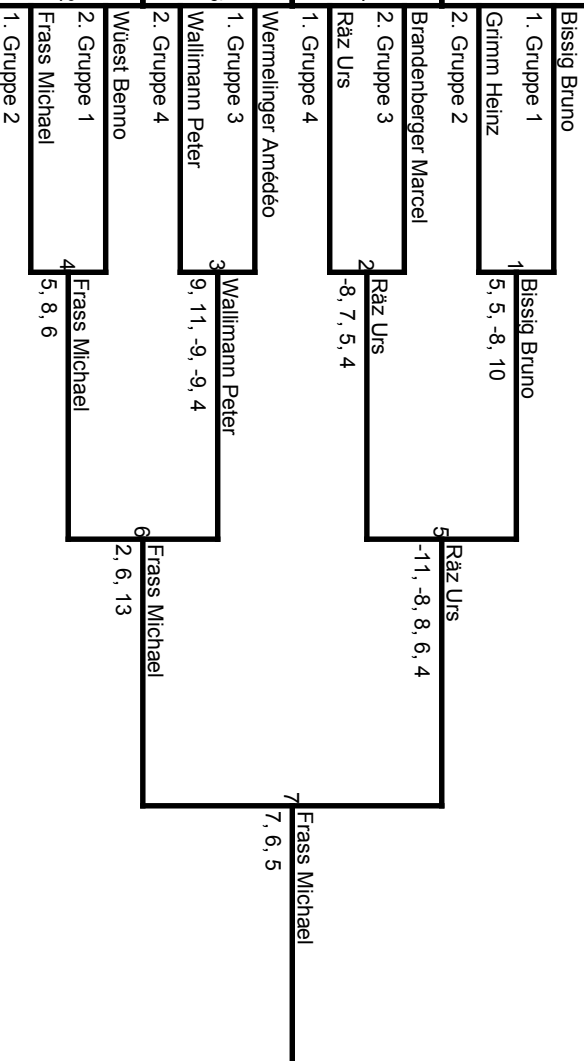 Bissig Bruno
1. Gruppe 1
Grimm Heinz
2. Gruppe 2
Brandenberger Marcel
2. Gruppe 3
Räz Urs
1. Gruppe 4
Wermelinger Amédéo
1. Gruppe 3
Wallimann Peter
2. Gruppe 4
Wüest Benno
2. Gruppe 1
Frass Michael
1. Gruppe 2
1
Bissig Bruno
5, 5, -8, 10
2
Räz Urs
-8, 7, 5, 4
3
Wallimann Peter
9, 11, -9, -9, 4
4
Frass Michael
5, 8, 6
5
Räz Urs
-11, -8, 8, 6, 4
6
Frass Michael
2, 6, 13
7
Frass Michael
7, 6, 5